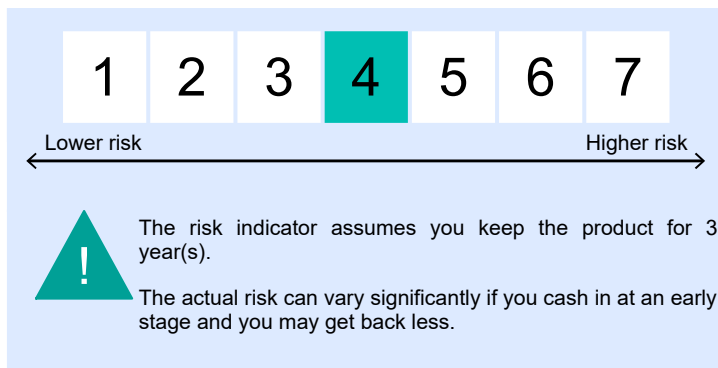 1 2 3 4 5 6 7
Lower risk Higher risk
!
The risk indicator assumes you keep the product for 3
year(s).
The actual risk can vary significantly if you cash in at an early
stage and you may get back less.